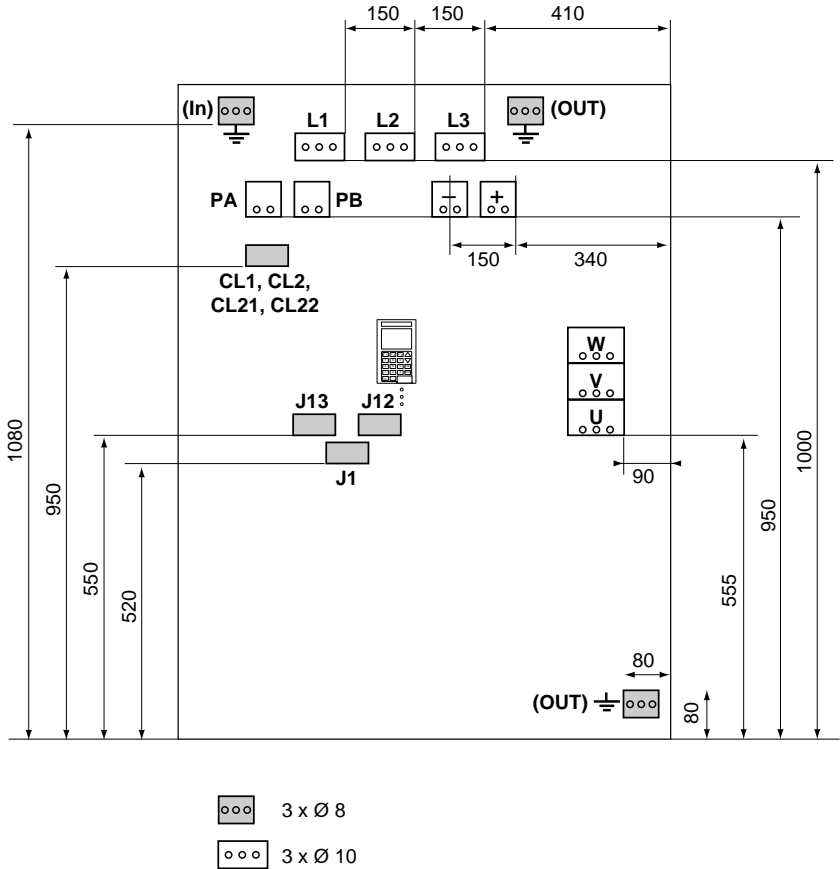 150 150 410
(In) (OUT)
L1 L2 L3
PA PB − +
150 340
CL1, CL2,
CL21, CL22
W
V
U
J13 J12
J1
90
1080
950
550
520
1000
950
555
80
(OUT)
80
3 x Ø 8
3 x Ø 10